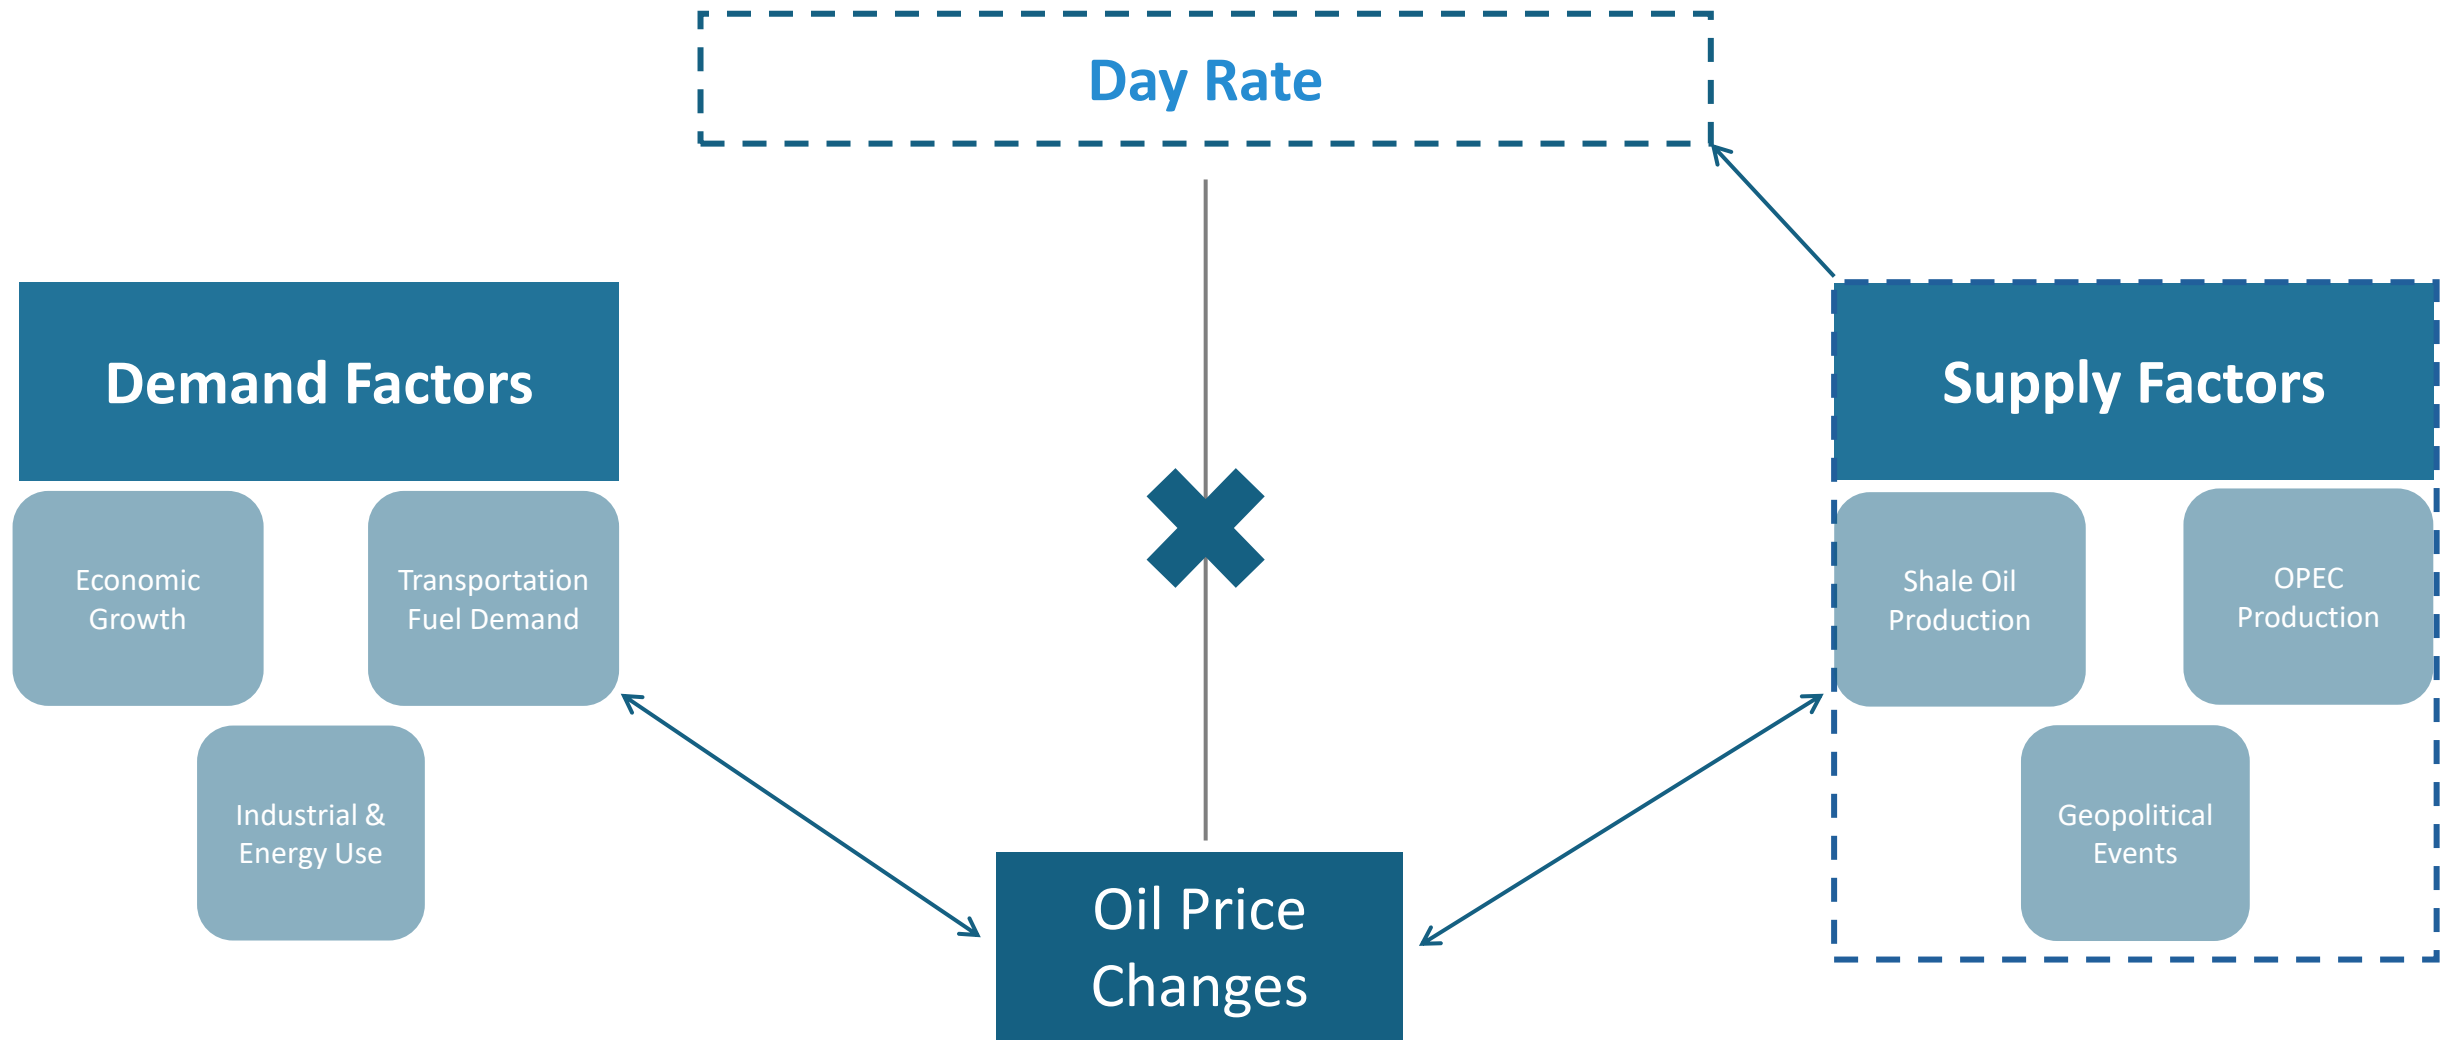 Day Rate
Demand Factors
Supply Factors
Economic
Growth
Transportation
Fuel Demand
Industrial &
Energy Use
Shale Oil
Production
OPEC
Production
Geopolitical
Events
Oil Price
Changes